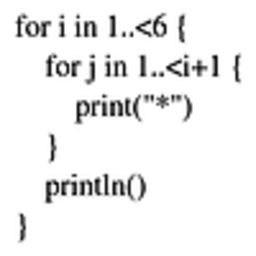 for i in 1..<6 {
    for j in 1..<i+1 {
        print("*")
    }
    println()
}